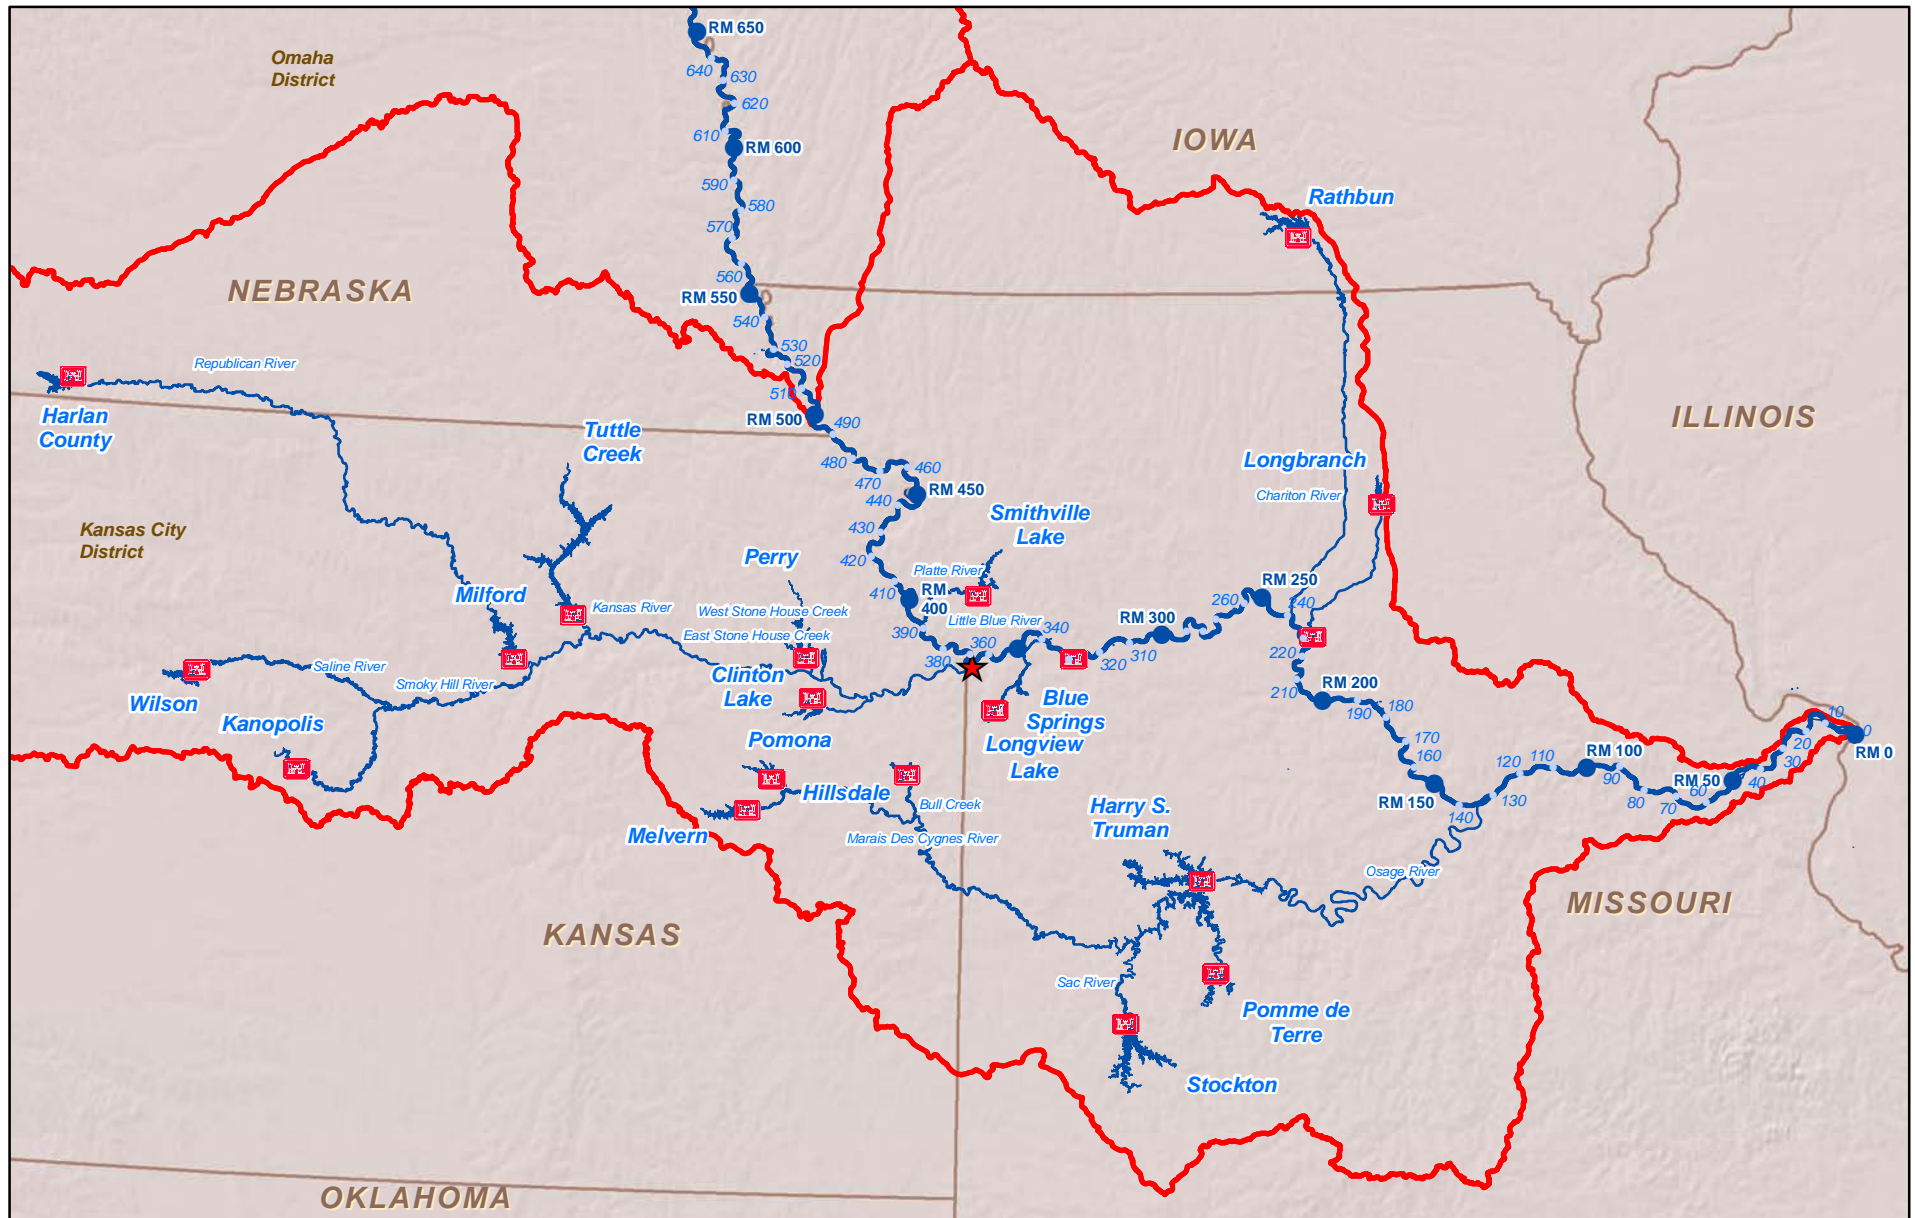 RM 650
Omaha
District
640
630
620
610
RM 600
IOWA
590
580
Rathbun
570
560
NEBRASKA
RM 550
540
530
520
Republican River
510
RM 500
490
Harlan
County
ILLINOIS
Tuttle
Creek
480
460
Longbranch
470
RM 450
440
Chariton River
Smithville
Lake
Kansas City
District
430
Perry
420
Platte River
Milford
410
RM
400
RM 250
260
240
Kansas River
West Stone House Creek
East Stone House Creek
Little Blue River
RM 300
390
340
360
380
320
310
220
Saline River
Smoky Hill River
Clinton
Lake
210
RM 200
190
180
Wilson
Kanopolis
Blue
Springs
Pomona
Longview
Lake
170
160
10
0
20
30
RM 0
120
110
RM 100
90
RM 50
40
60
80
70
Hillsdale
Bull Creek
Harry S.
Truman
RM 150
130
140
Melvern
Marais Des Cygnes River
Osage River
MISSOURI
KANSAS
Sac River
Pomme de
Terre
Stockton
OKLAHOMA